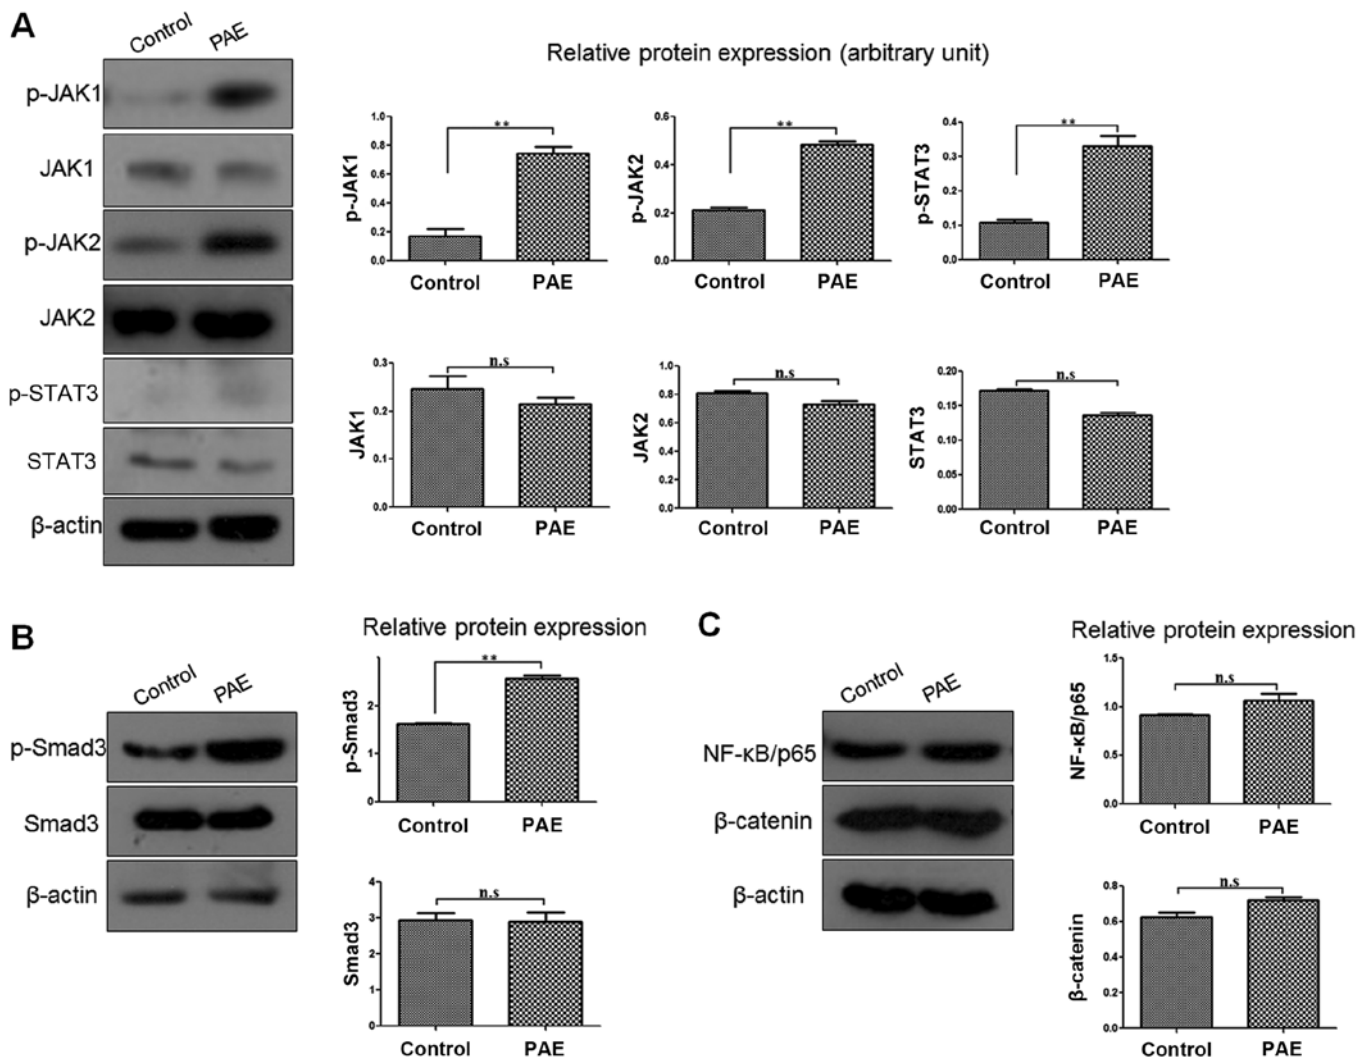 A
Control PAE
p-JAK1
JAK1
p-JAK2
JAK2
p-STAT3
STAT3
β-actin
Relative protein expression (arbitrary unit)
p-JAK1
1.0
0.8
0.6
0.4
0.2
0.0
**
Control PAE
p-JAK2
0.6
0.4
0.2
0.0
**
Control PAE
p-STAT3
0.4
0.3
0.2
0.1
0.0
**
Control PAE
JAK1
0.3
0.2
0.1
0.0
n.s
Control PAE
JAK2
1.0
0.8
0.6
0.4
0.2
0.0
n.s
Control PAE
STAT3
0.20
0.15
0.10
0.05
0.00
n.s
Control PAE
B
Control PAE
p-Smad3
Smad3
β-actin
Relative protein expression
p-Smad3
2
1
0
**
Control PAE
Smad3
4
3
2
1
0
n.s
Control PAE
C
Control PAE
NF-κB/p65
β-catenin
β-actin
Relative protein expression
NF-κB/p65
1.5
1.0
0.5
0.0
n.s
Control PAE
β-catenin
0.8
0.6
0.4
0.2
0.0
n.s
Control PAE